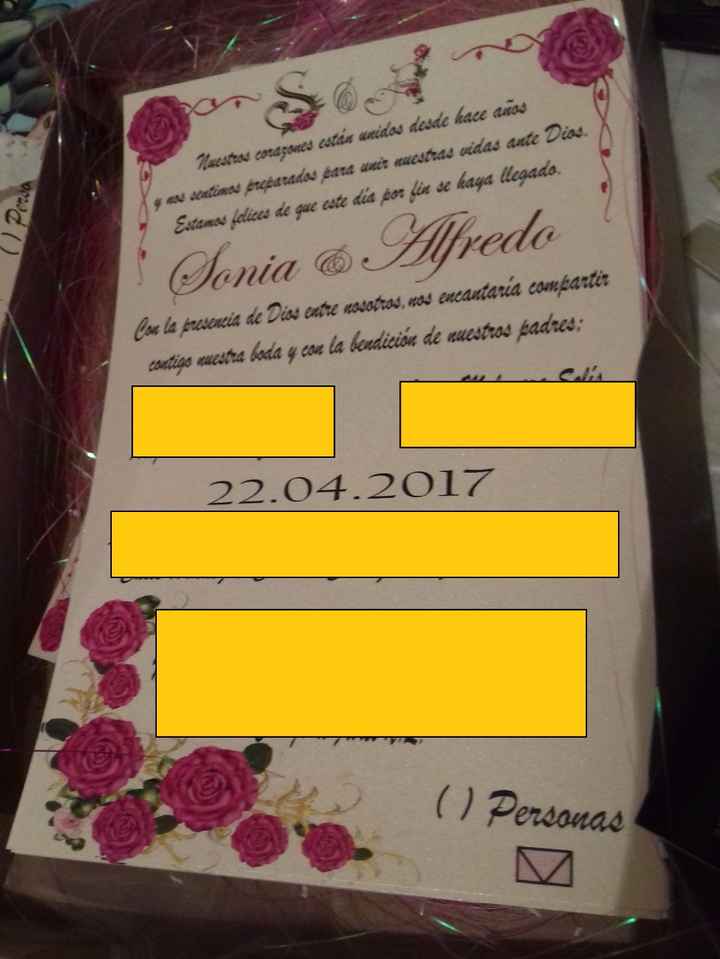 S & A
Nuestros corazones están unidos desde hace años
y nos sentimos preparados para unir nuestras vidas ante Dios.
Estamos felices de que este día por fin se haya llegado.
Sonia & Alfredo
Con la presencia de Dios entre nosotros, nos encantaría compartir
contigo nuestra boda y con la bendición de nuestros padres;
Solís
22.04.2017
( ) Personas
( ) Perso